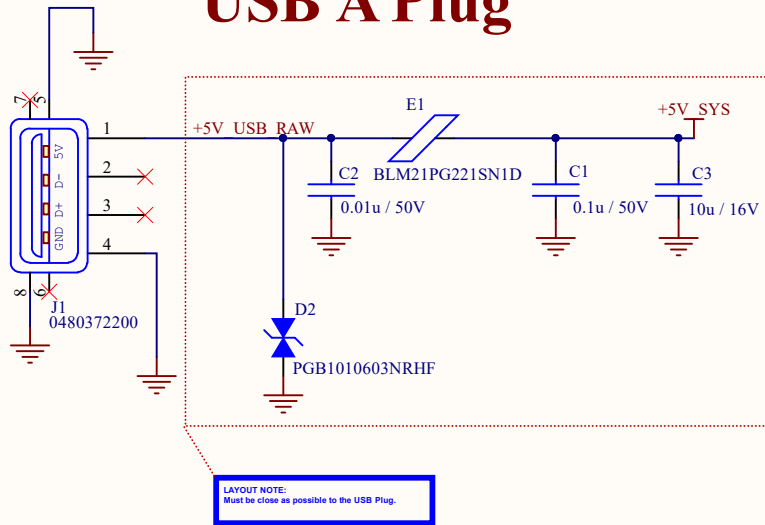 USB A Plug
7
5
1
+5V_USB_RAW
E1
+5V_SYS
5V
D-
D+
GND
2
3
4
BLM21PG221SN1D
C2
0.01u / 50V
C1
0.1u / 50V
C3
10u / 16V
8
6
J1
0480372200
D2
PGB1010603NRHF
LAYOUT NOTE:
Must be close as possible to the USB Plug.